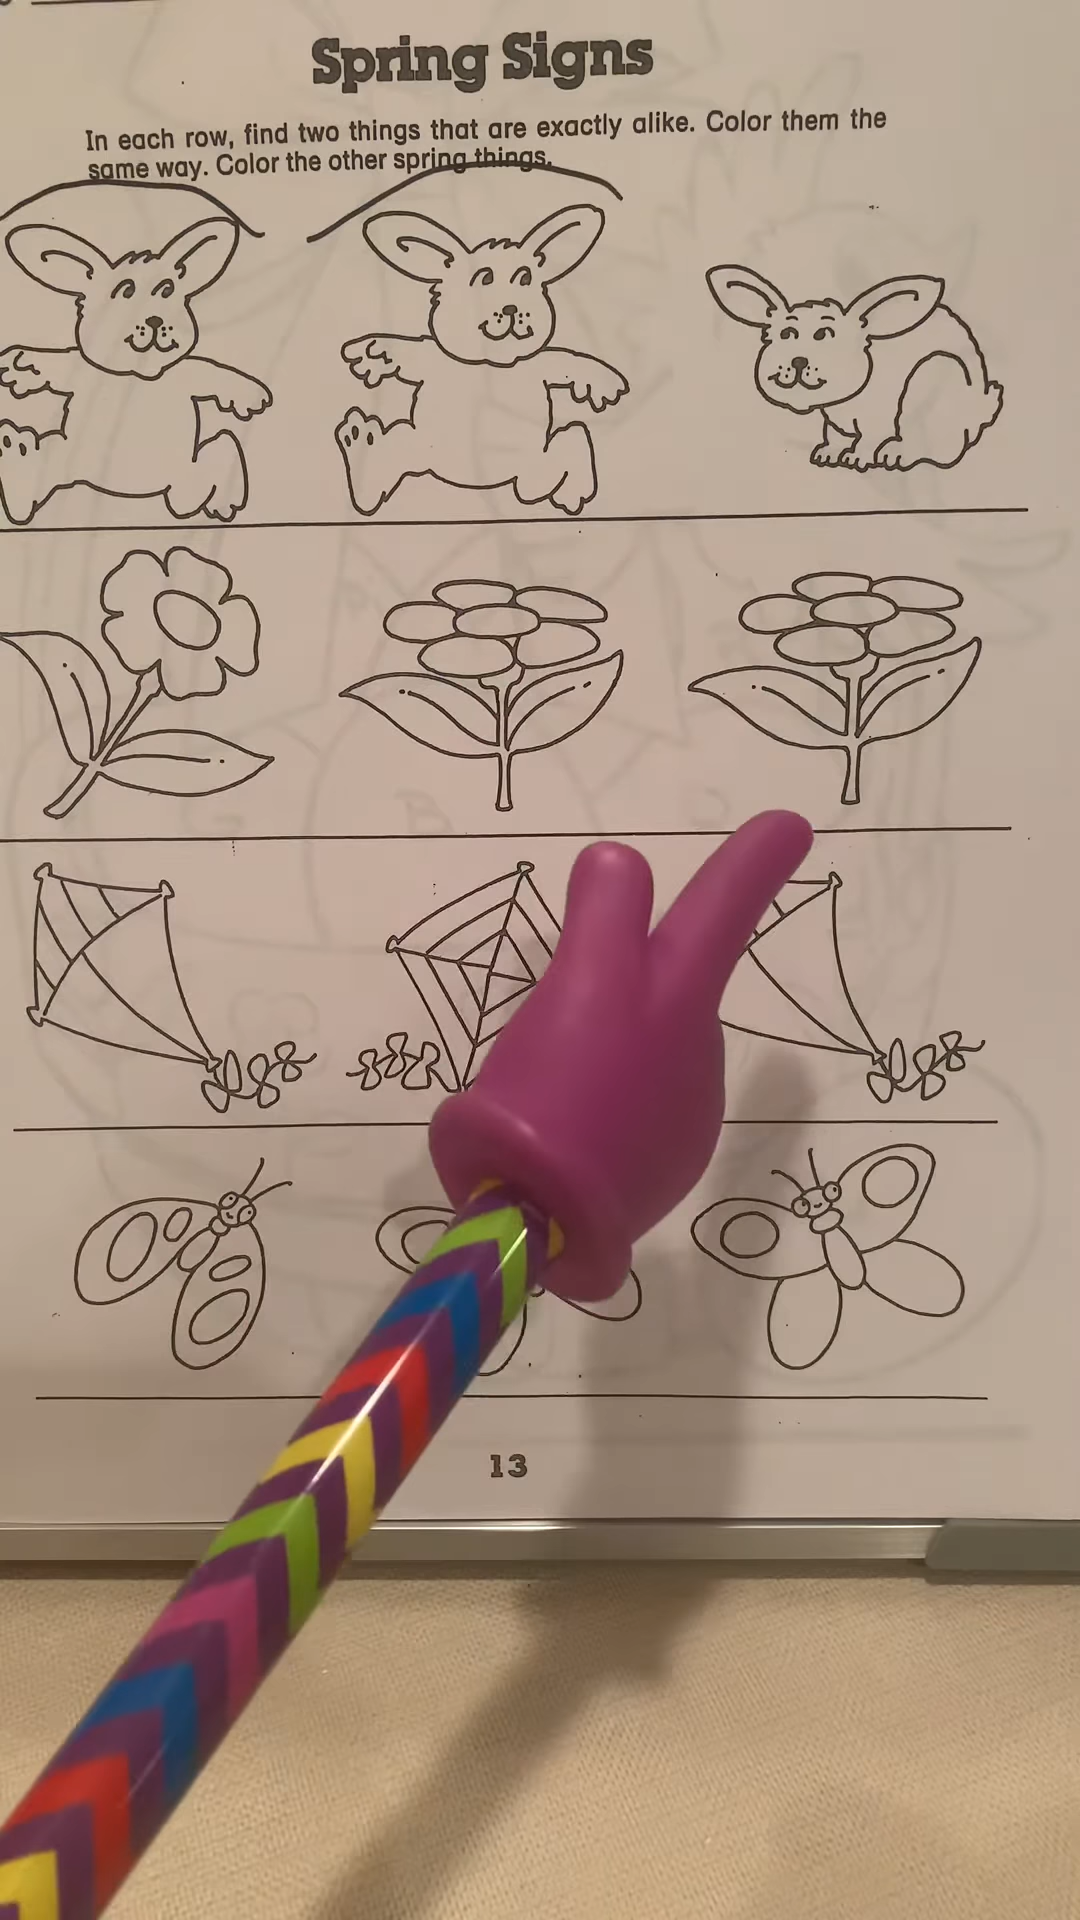 Spring Signs
In each row, find two things that are exactly alike. Color them the
same way. Color the other spring things.
13